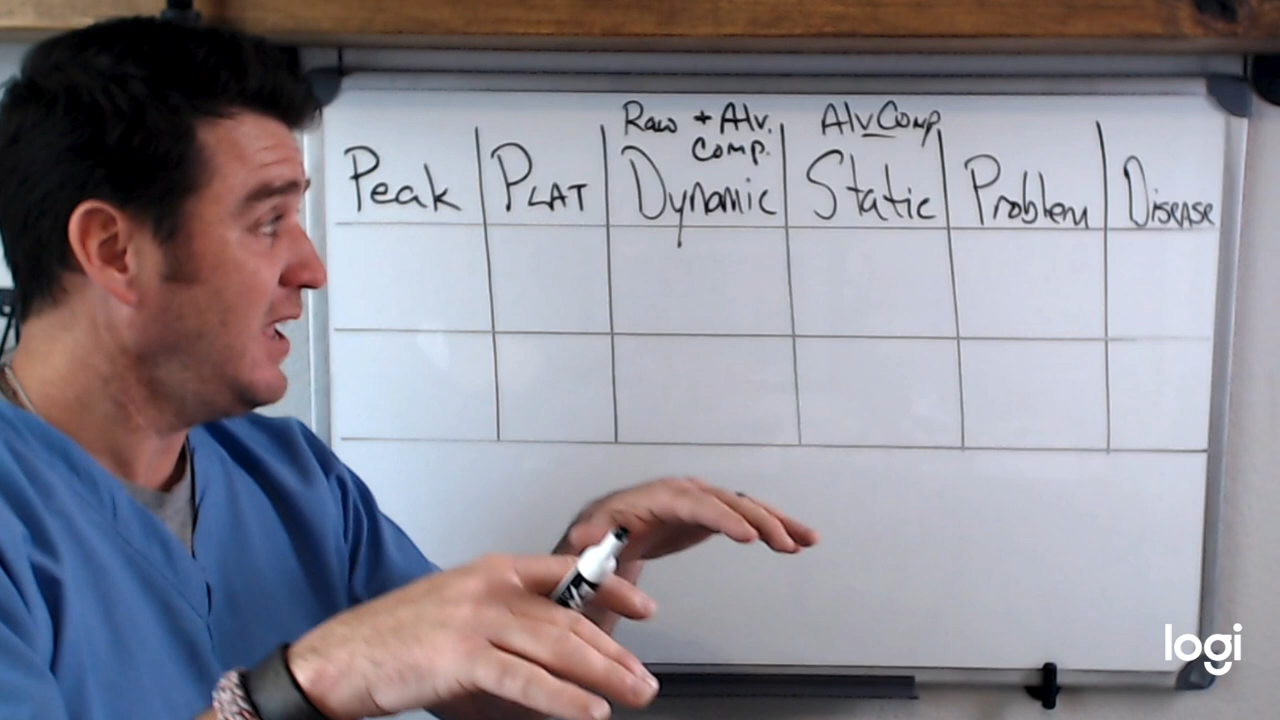 Raw + Alv. Comp.
Alv Comp
Peak PLAT Dynamic Static Problem Disease
logi